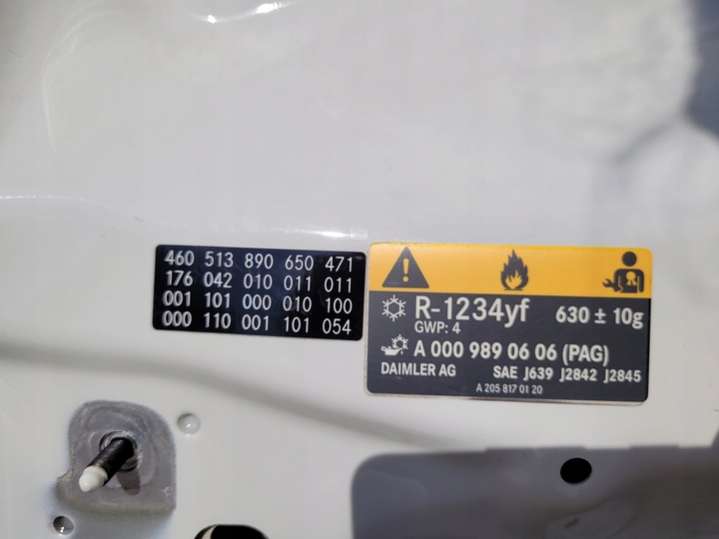 460 513 890 650 471
176 042 010 011 011
001 101 000 010 100
000 110 001 101 054
R-1234yf 630 ± 10g
GWP: 4
A 000 989 06 06 (PAG)
DAIMLER AG SAE J639 J2842 J2845
A 205 817 01 20